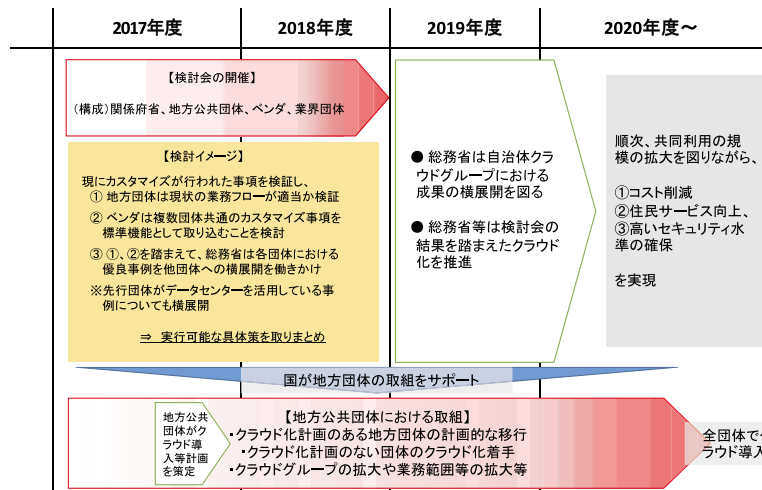 2017年度
2018年度
2019年度
2020年度～
【検討会の開催】
（構成）関係府省、地方公共団体、ベンダ、業界団体
【検討イメージ】
現にカスタマイズが行われた事項を検証し、
① 地方団体は現状の業務フローが適当か検証
② ベンダは複数団体共通のカスタマイズ事項を
標準機能として取り込むことを検討
③ ①、②を踏まえて、総務省は各団体における
優良事例を他団体への横展開を働きかけ
※先行団体がデータセンターを活用している事
例についても横展開
⇒ 実行可能な具体策を取りまとめ
● 総務省は自治体クラ
ウドグループにおける
成果の横展開を図る
● 総務省等は検討会の
結果を踏まえたクラウド
化を推進
順次、共同利用の規
模の拡大を図りながら、
①コスト削減
②住民サービス向上、
③高いセキュリティ水
準の確保
を実現
国が地方団体の取組をサポート
地方公共
団体がク
ラウド導
入等計画
を策定
【地方公共団体における取組】
・クラウド化計画のある地方団体の計画的な移行
・クラウド化計画のない団体のクラウド化着手
・クラウドグループの拡大や業務範囲等の拡大等
全団体で
ラウド導入